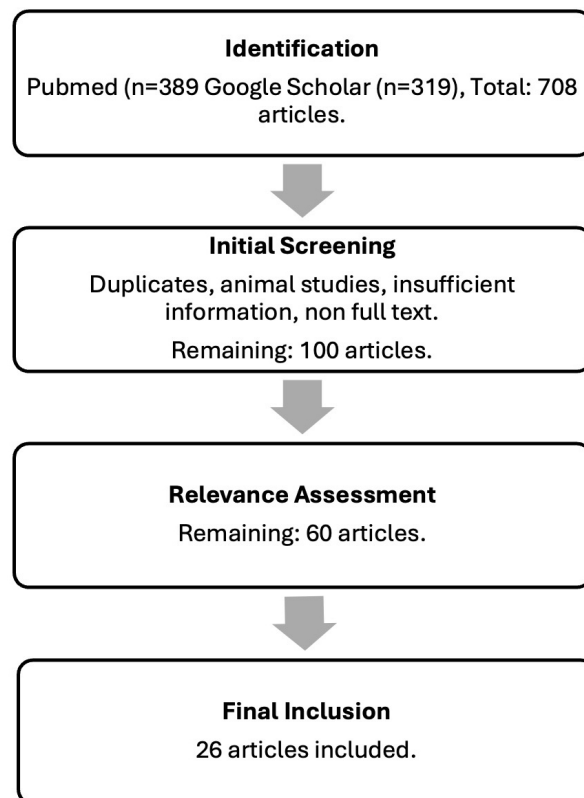 Identification
Pubmed (n=389 Google Scholar (n=319), Total: 708
articles.
Initial Screening
Duplicates, animal studies, insufficient
information, non full text.
Remaining: 100 articles.
Relevance Assessment
Remaining: 60 articles.
Final Inclusion
26 articles included.